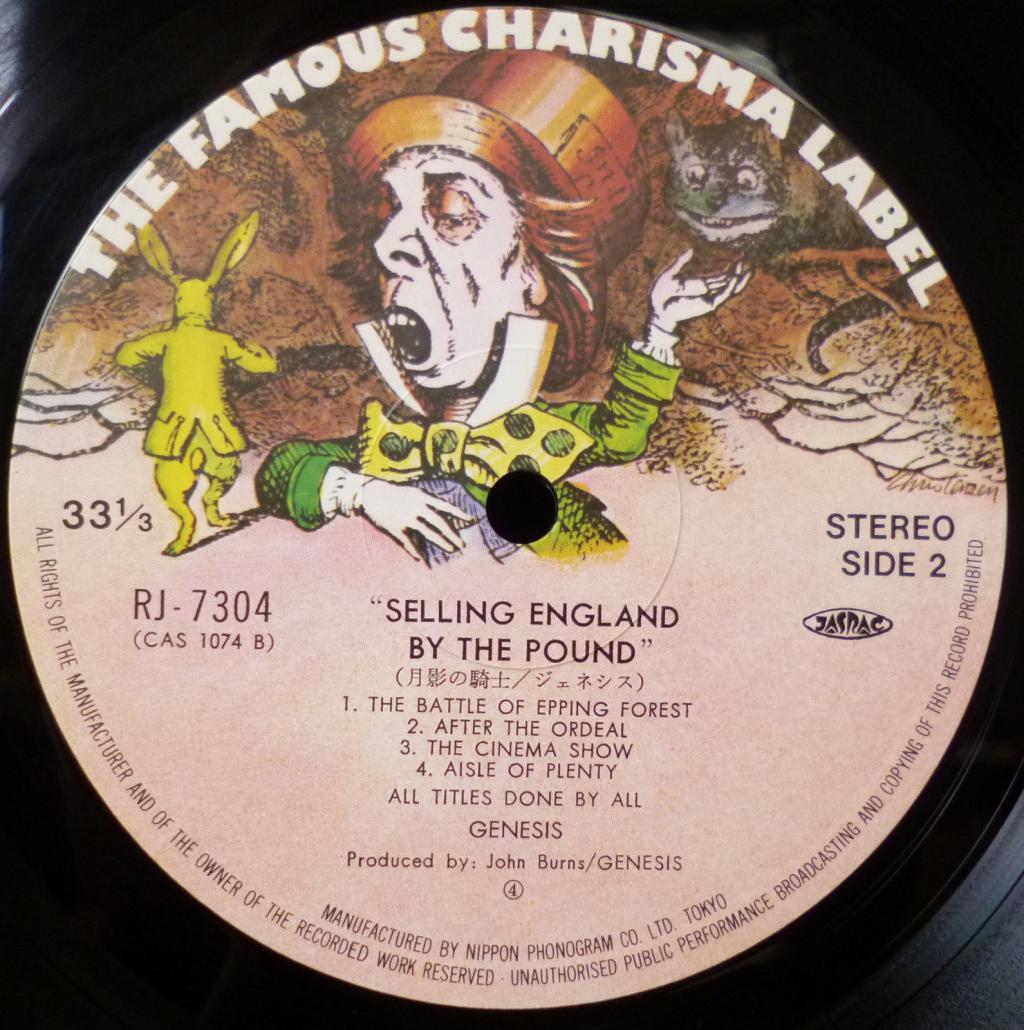 THE FAMOUS CHARISMA LABEL
Christensen
33⅓
STEREO
SIDE 2
RJ-7304
(CAS 1074 B)
JASRAC
“SELLING ENGLAND
BY THE POUND”
(月影の騎士/ジェネシス)
1. THE BATTLE OF EPPING FOREST
2. AFTER THE ORDEAL
3. THE CINEMA SHOW
4. AISLE OF PLENTY
ALL TITLES DONE BY ALL
GENESIS
Produced by: John Burns/GENESIS
④
MANUFACTURED BY NIPPON PHONOGRAM CO. LTD. TOKYO
ALL RIGHTS OF THE MANUFACTURER AND OF THE OWNER OF THE RECORDED WORK RESERVED · UNAUTHORISED PUBLIC PERFORMANCE BROADCASTING AND COPYING OF THIS RECORD PROHIBITED